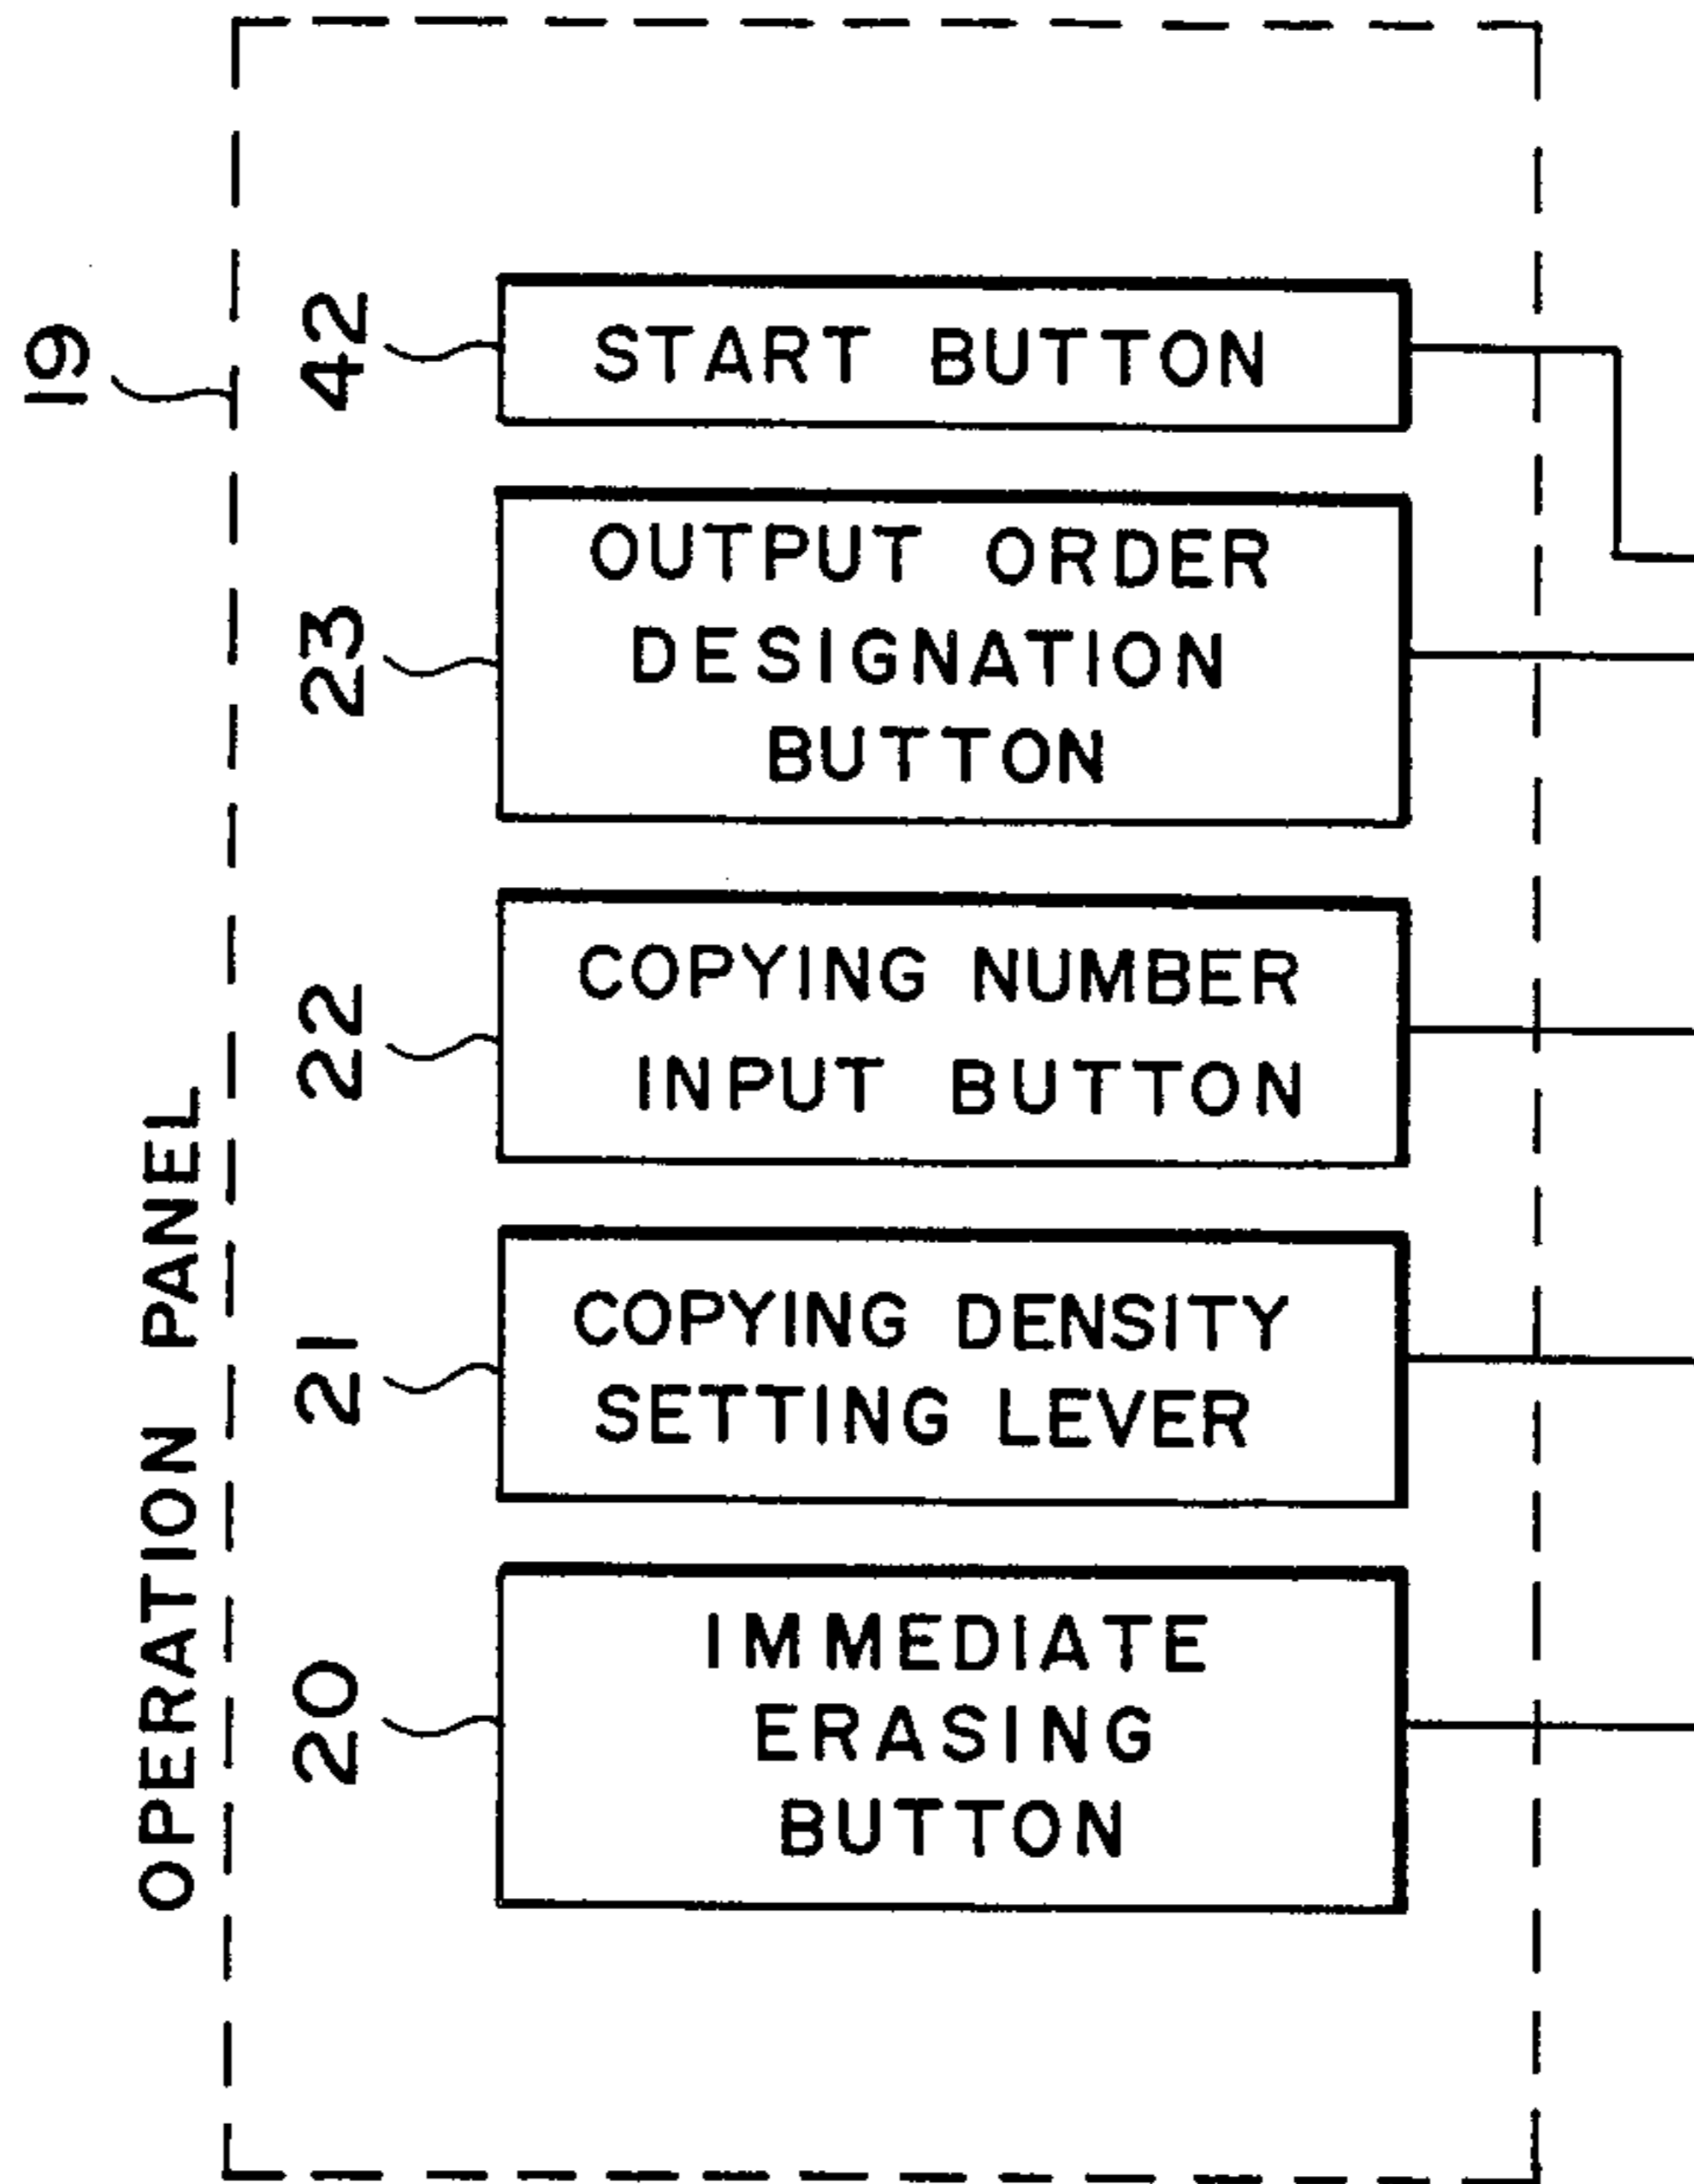 19
42
START BUTTON
23
OUTPUT ORDER
DESIGNATION
BUTTON
22
COPYING NUMBER
INPUT BUTTON
21
COPYING DENSITY
SETTING LEVER
20
IMMEDIATE
ERASING
BUTTON
OPERATION PANEL